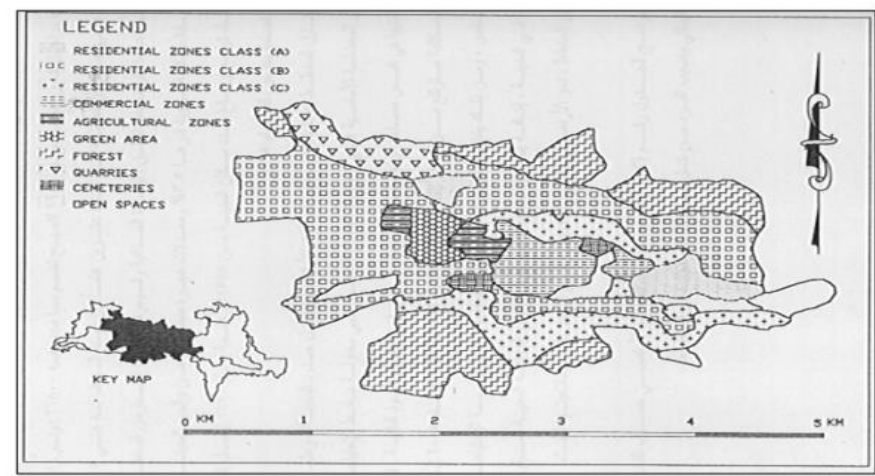 LEGEND
RESIDENTIAL ZONES CLASS (A)
RESIDENTIAL ZONES CLASS (B)
RESIDENTIAL ZONES CLASS (C)
COMMERCIAL ZONES
AGRICULTURAL ZONES
GREEN AREA
FOREST
QUARRIES
CEMETERIES
OPEN SPACES
KEY MAP
0 KM 1 2 3 4 5 KM